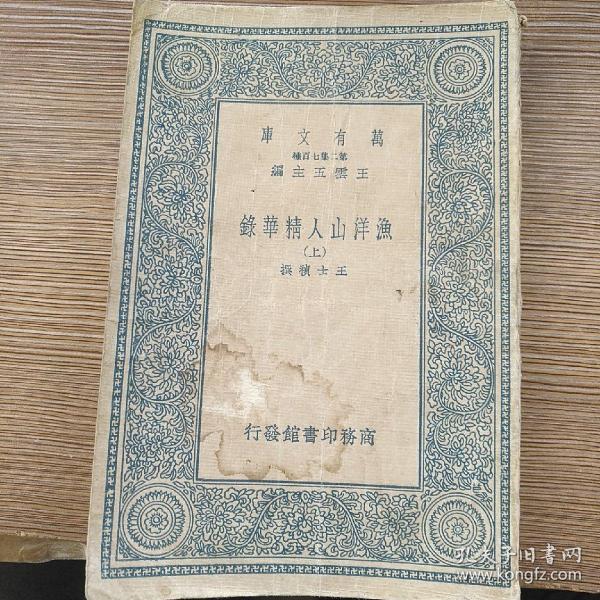 萬有文庫
第二集七百種
王雲五主編
漁洋山人精華錄
(上)
王士禛撰
商務印書館發行
孔夫子旧書网
www.kongfz.com